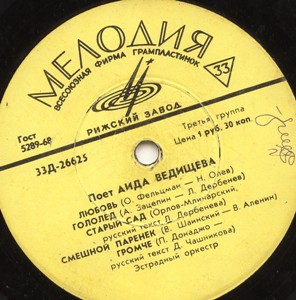 МЕЛОДИЯ
ВСЕСОЮЗНАЯ ФИРМА ГРАМПЛАСТИНОК
33
РИЖСКИЙ ЗАВОД
Гост
5289-68
Третья группа
Цена 1 руб. 30 коп.
33Д-26625
Поет АИДА ВЕДИЩЕВА
ЛЮБОВЬ (О. Фельцман — Н. Олев)
ГОЛОЛЕД (А. Зацепин — Л. Дербенев)
СТАРЫЙ САД (Орлов-Млинарский,
русский текст Л. Дербенева)
СМЕШНОЙ ПАРЕНЕК (В. Шаинский — В. Аленин)
ГРОМЧЕ (П. Донаджо —
русский текст Д. Чашникова)
Эстрадный оркестр